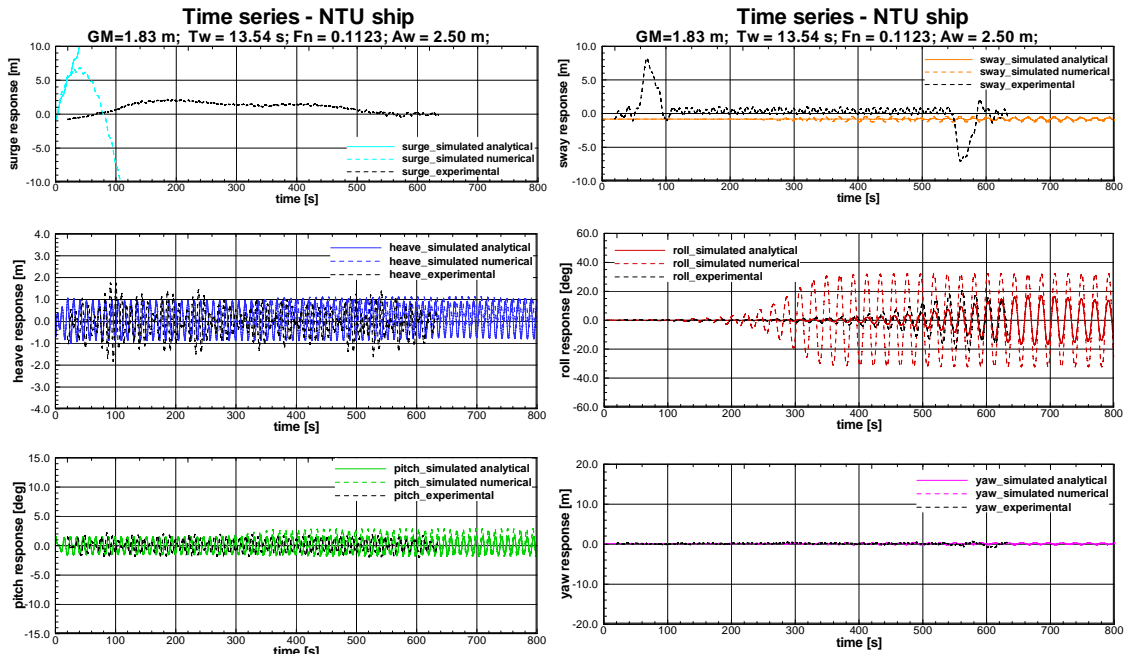 Time series - NTU ship
GM=1.83 m; Tw = 13.54 s; Fn = 0.1123; Aw = 2.50 m;
10.0
5.0
0.0
-5.0
-10.0
surge response [m]
surge_simulated analytical
surge_simulated numerical
surge_experimental
0 100 200 300 400 500 600 700 800
time [s]
Time series - NTU ship
GM=1.83 m; Tw = 13.54 s; Fn = 0.1123; Aw = 2.50 m;
10.0
5.0
0.0
-5.0
-10.0
sway response [m]
sway_simulated analytical
sway_simulated numerical
sway_experimental
0 100 200 300 400 500 600 700 800
time [s]
4.0
3.0
2.0
1.0
0.0
-1.0
-2.0
-3.0
-4.0
heave response [m]
heave_simulated analytical
heave_simulated numerical
heave_experimental
0 100 200 300 400 500 600 700 800
time [s]
60.0
40.0
20.0
0.0
-20.0
-40.0
-60.0
roll response [deg]
roll_simulated analytical
roll_simulated numerical
roll_experimental
0 100 200 300 400 500 600 700 800
time [s]
15.0
10.0
5.0
0.0
-5.0
-10.0
-15.0
pitch response [deg]
pitch_simulated analytical
pitch_simulated numerical
pitch_experimental
0 100 200 300 400 500 600 700 800
time [s]
20.0
10.0
0.0
-10.0
-20.0
yaw response [m]
yaw_simulated analytical
yaw_simulated numerical
yaw_experimental
0 100 200 300 400 500 600 700 800
time [s]